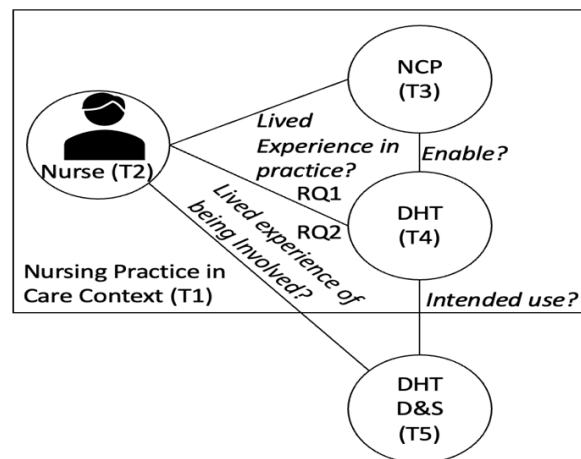 NCP
(T3)
Nurse (T2)
Lived
Experience in
practice?
Enable?
RQ1
RQ2
DHT
(T4)
Lived experience of
being Involved?
Nursing Practice in
Care Context (T1)
Intended use?
DHT
D&S
(T5)